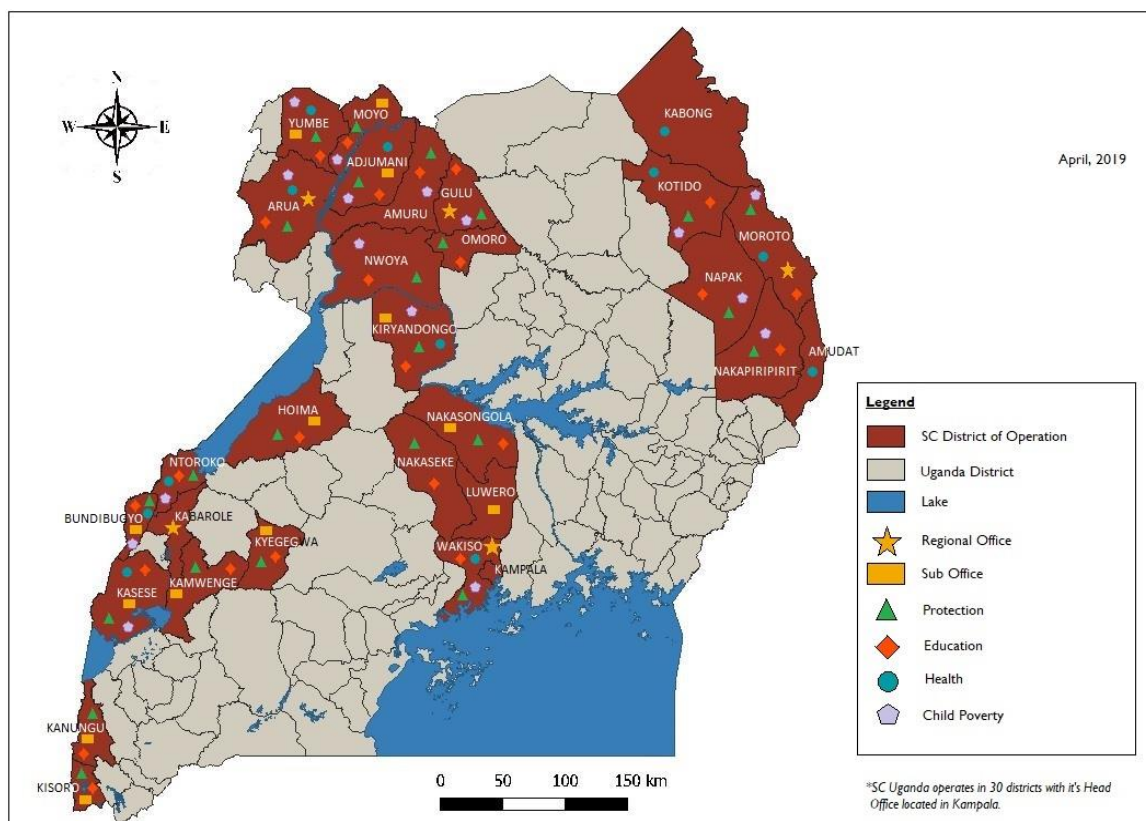 N
W E
S
April, 2019
KABONG
MOYO
YUMBE
ADJUMANI
KOTIDO
GULU
ARUA
AMURU
MOROTO
OMORO
NWOYA
NAPAK
KIRYANDONGO
AMUDAT
NAKAPIRIPIRIT
HOIMA
NAKASONGOLA
NTOROKO
NAKASEKE
LUWERO
BUNDIBUGYO
KABAROLE
KYEGEGWA
WAKISO
KAMPALA
KAMWENGE
KASESE
KANUNGU
KISORO
Legend
SC District of Operation
Uganda District
Lake
Regional Office
Sub Office
Protection
Education
Health
Child Poverty
0 50 100 150 km
*SC Uganda operates in 30 districts with it's Head
Office located in Kampala.